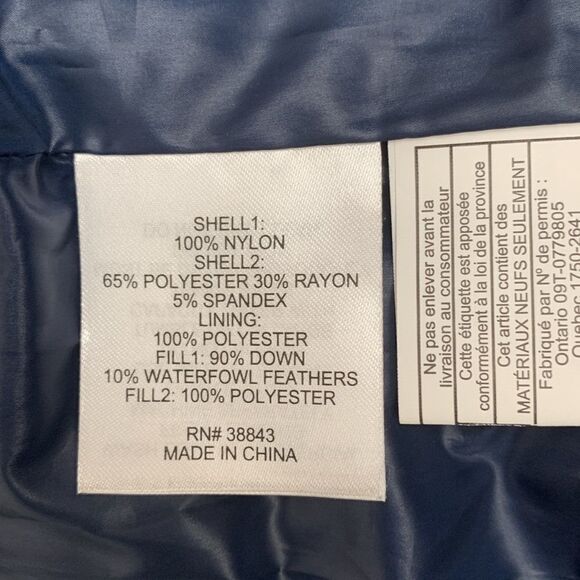 SHELL1:
100% NYLON
SHELL2:
65% POLYESTER 30% RAYON
5% SPANDEX
LINING:
100% POLYESTER
FILL1: 90% DOWN
10% WATERFOWL FEATHERS
FILL2: 100% POLYESTER
RN# 38843
MADE IN CHINA
Ne pas enlever avant la
livraison au consommateur
Cette étiquette est apposée
conformément à la loi de la province
Cet article contient des
MATÉRIAUX NEUFS SEULEMENT
Fabriqué par Nº de permis :
Ontario 09T-0779805
Quebec 1750-2641